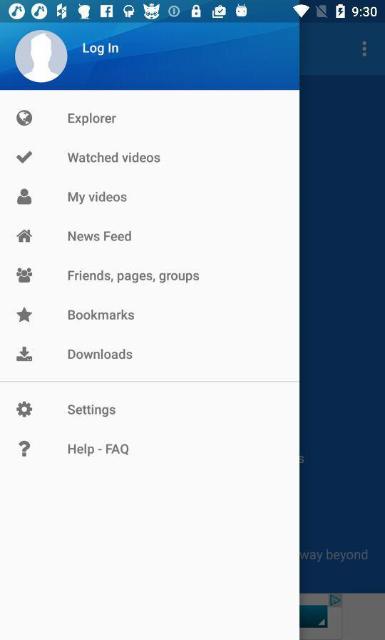 9:30
Log In
Explorer
Watched videos
My videos
News Feed
Friends, pages, groups
Bookmarks
Downloads
Settings
Help - FAQ
s
way beyond